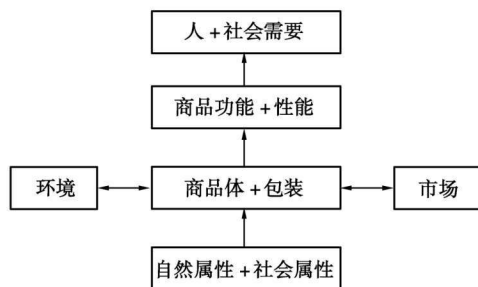 人+社会需要
商品功能+性能
环境
商品体+包装
市场
自然属性+社会属性